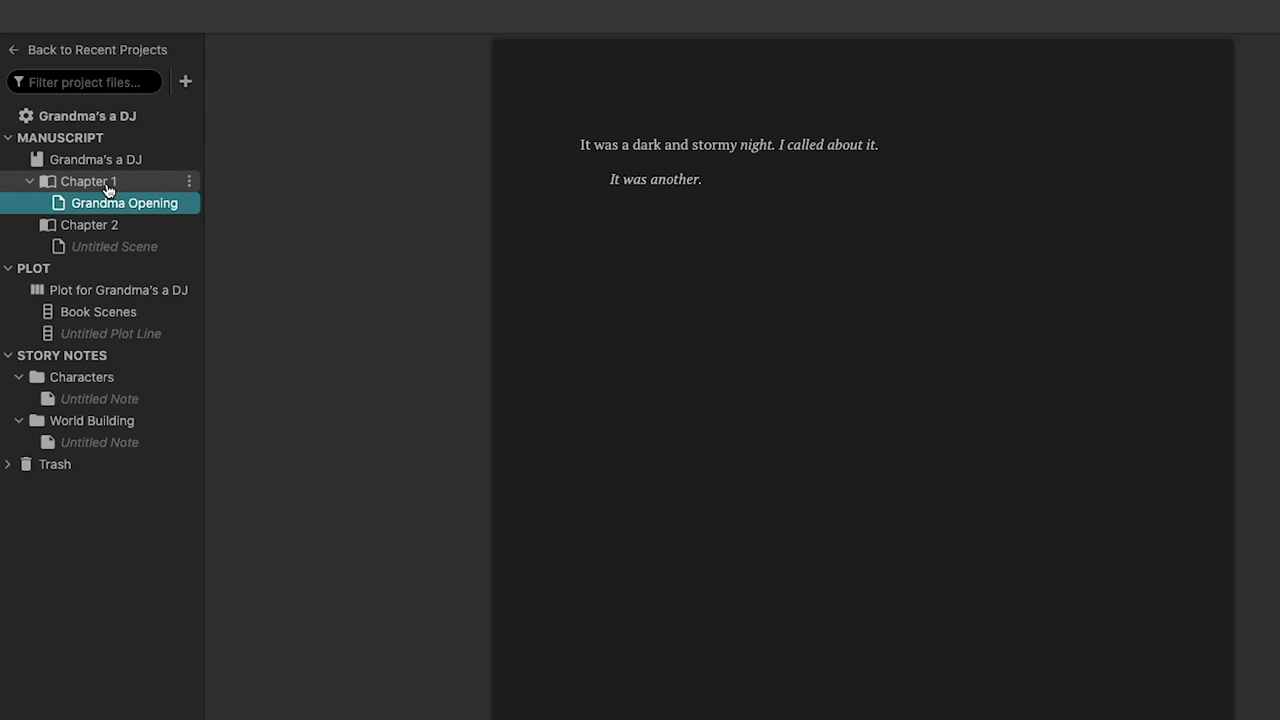 Back to Recent Projects
Filter project files...
Grandma's a DJ
MANUSCRIPT
Grandma's a DJ
Chapter 1
Grandma Opening
Chapter 2
Untitled Scene
PLOT
Plot for Grandma's a DJ
Book Scenes
Untitled Plot Line
STORY NOTES
Characters
Untitled Note
World Building
Untitled Note
Trash
It was a dark and stormy night. I called about it.
It was another.